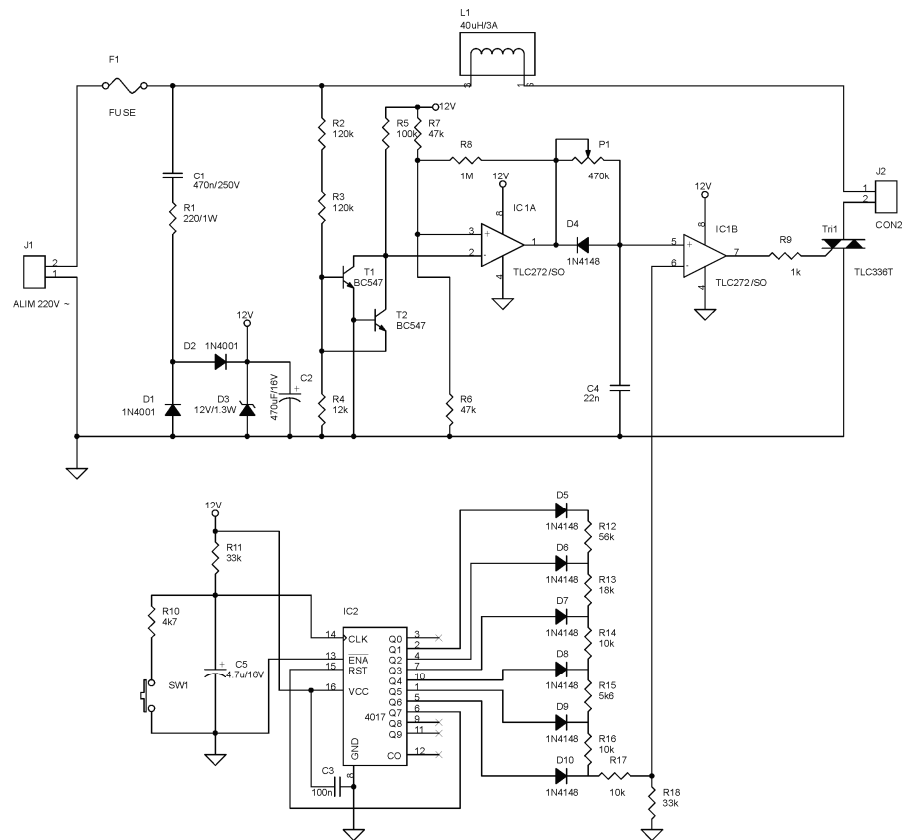 L1
40uH/3A
3
1
5
F1
FUSE
12V
R2
120k
R5
100k
R7
47k
R8
1M
P1
470k
C1
470n/250V
R3
120k
12V
8
IC1A
D4
1N4148
12V
8
IC1B
J2
1
2
CON2
R1
220/1W
3
+
2
-
1
4
TLC272/SO
5
+
6
-
7
4
TLC272/SO
R9
1k
Tri1
TLC336T
J1
2
1
ALIM 220V ~
T1
BC547
T2
BC547
12V
D2
1N4001
D1
1N4001
D3
12V/1.3W
470uF/16V
+
C2
R4
12k
R6
47k
C4
22n
12V
R11
33k
R10
4k7
SW1
+
C5
4.7u/10V
IC2
14
CLK
13
ENA
15
RST
16
VCC
4017
GND
8
Q0
3
Q1
2
Q2
4
Q3
7
Q4
10
Q5
1
Q6
5
Q7
6
Q8
9
Q9
11
CO
12
C3
100n
D5
1N4148
R12
56k
D6
1N4148
R13
18k
D7
1N4148
R14
10k
D8
1N4148
R15
5k6
D9
1N4148
R16
10k
D10
1N4148
R17
10k
R18
33k